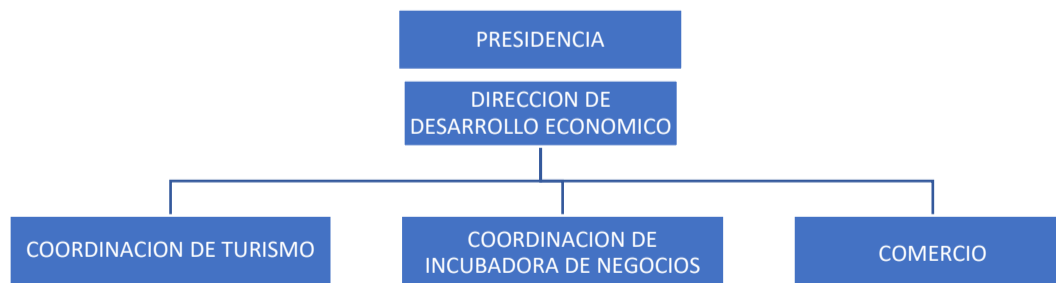 PRESIDENCIA
DIRECCION DE
DESARROLLO ECONOMICO
COORDINACION DE TURISMO
COORDINACION DE
INCUBADORA DE NEGOCIOS
COMERCIO